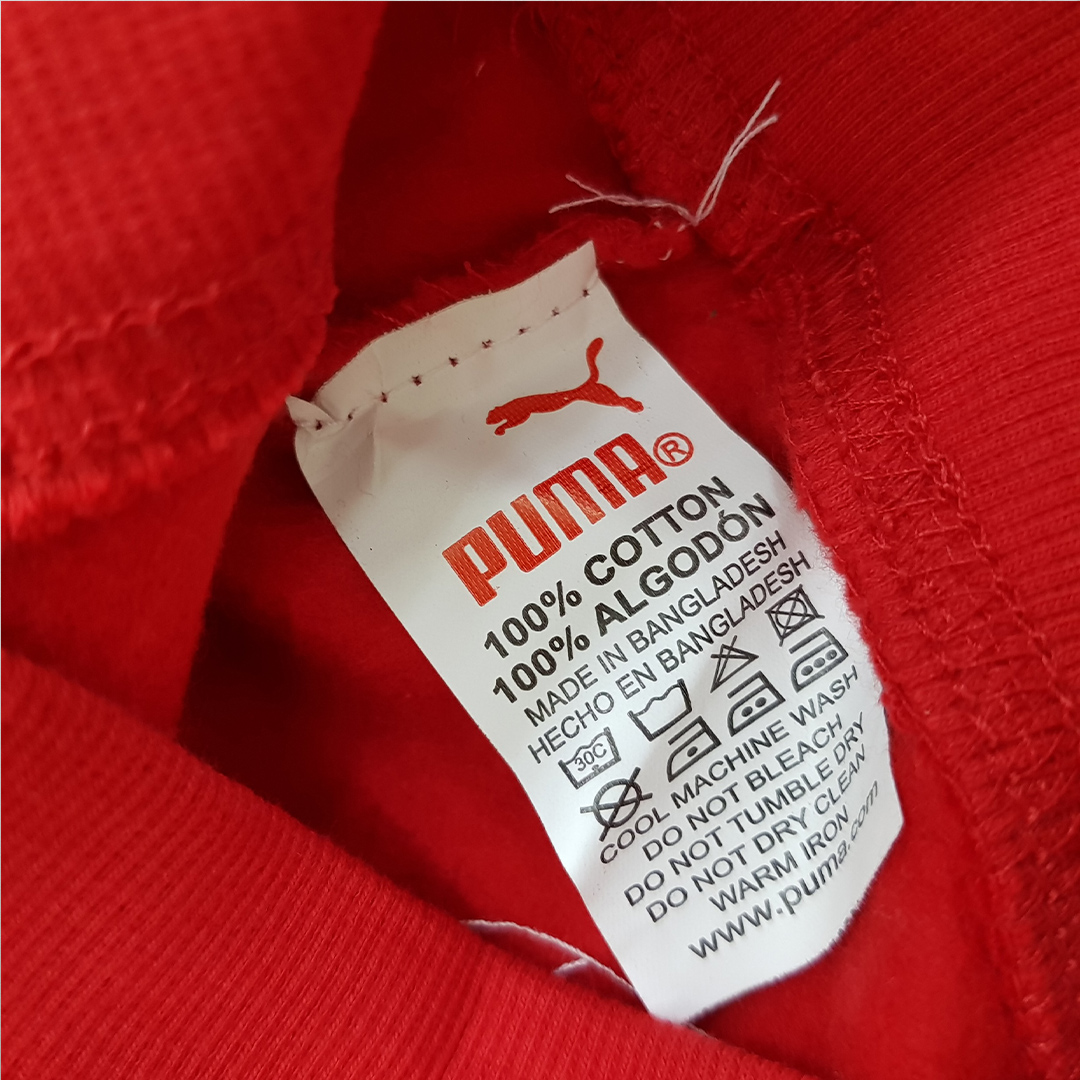 PUMA®
100% COTTON
100% ALGODÓN
MADE IN BANGLADESH
HECHO EN BANGLADESH
30C
COOL MACHINE WASH
DO NOT BLEACH
DO NOT TUMBLE DRY
DO NOT DRY CLEAN
WARM IRON
www.puma.com